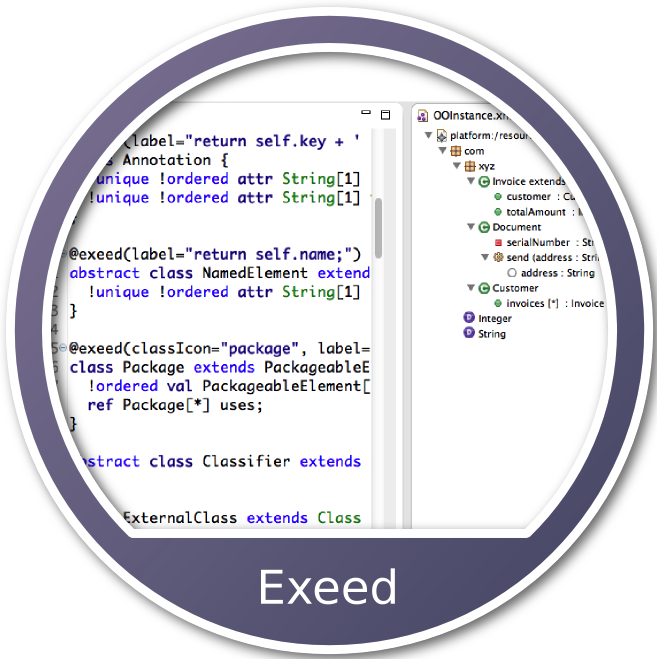 (label="return self.key + '
Annotation {
!unique !ordered attr String[1]
!unique !ordered attr String[1]
}
@exeed(label="return self.name;")
abstract class NamedElement extend
!unique !ordered attr String[1]
}
@exeed(classIcon="package", label=
class Package extends PackageableE
!ordered val PackageableElement[
ref Package[*] uses;
}
abstract class Classifier extends
ExternalClass extends Class
OOInstance.xm
platform:/resour
com
xyz
Invoice extends
customer : Cu
totalAmount : I
Document
serialNumber : Str
send (address : Stri
address : String
Customer
invoices [*] : Invoice
Integer
String
Exeed